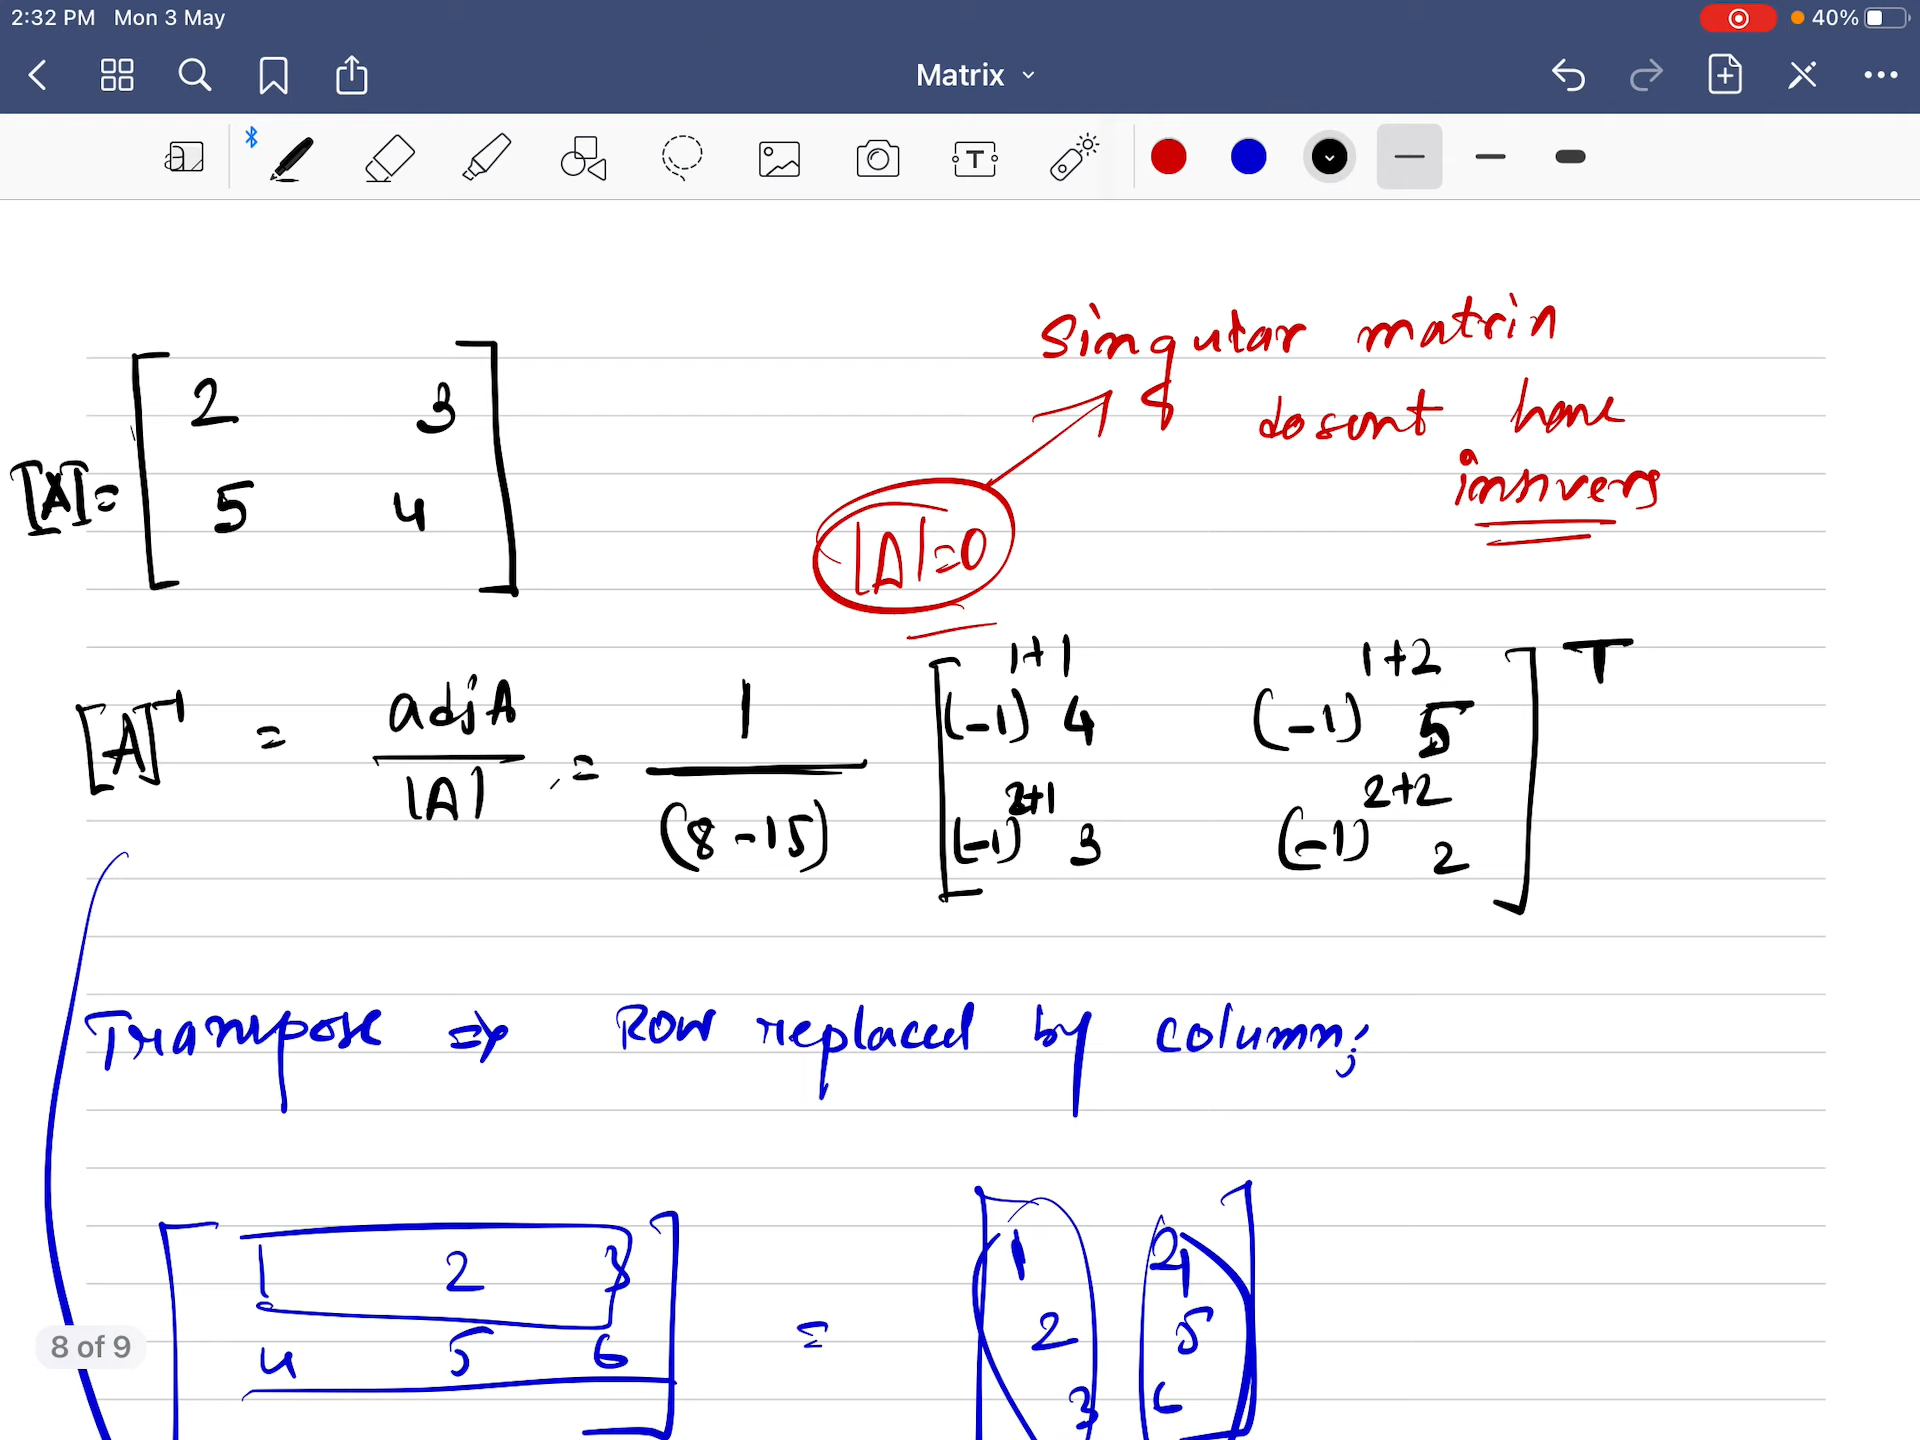 2:32 PM Mon 3 May
40%
Matrix
Singular matrix
[A]= [ 2 3
5 4 ]
dosent have
insivers
|A|=0
[A]⁻¹ = adjA / |A| = 1 / (8-15) [ (-1)¹⁺¹ 4 (-1)¹⁺² 5
(-1)²⁺¹ 3 (-1)²⁺² 2 ]ᵀ
Transpose ⇒ Row replaced by column;
[ 1 2 3
4 5 6 ] = [ 1 4
2 5
3 6 ]
8 of 9